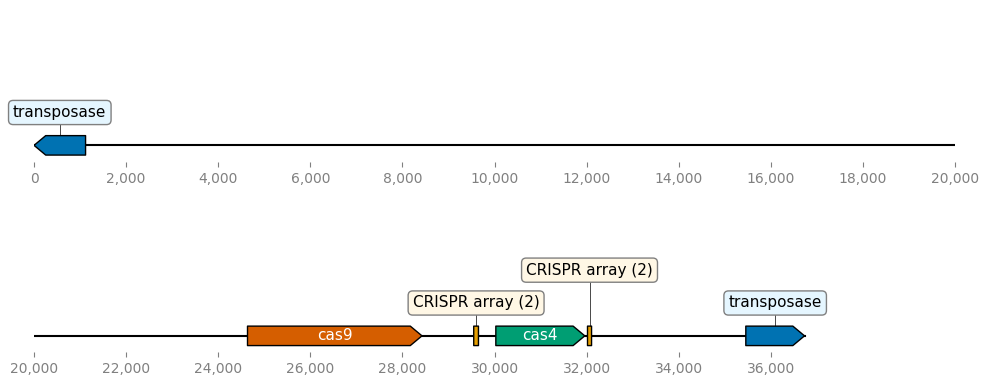 transposase
0 2,000 4,000 6,000 8,000 10,000 12,000 14,000 16,000 18,000 20,000
CRISPR array (2)
CRISPR array (2) transposase
cas9 cas4
20,000 22,000 24,000 26,000 28,000 30,000 32,000 34,000 36,000